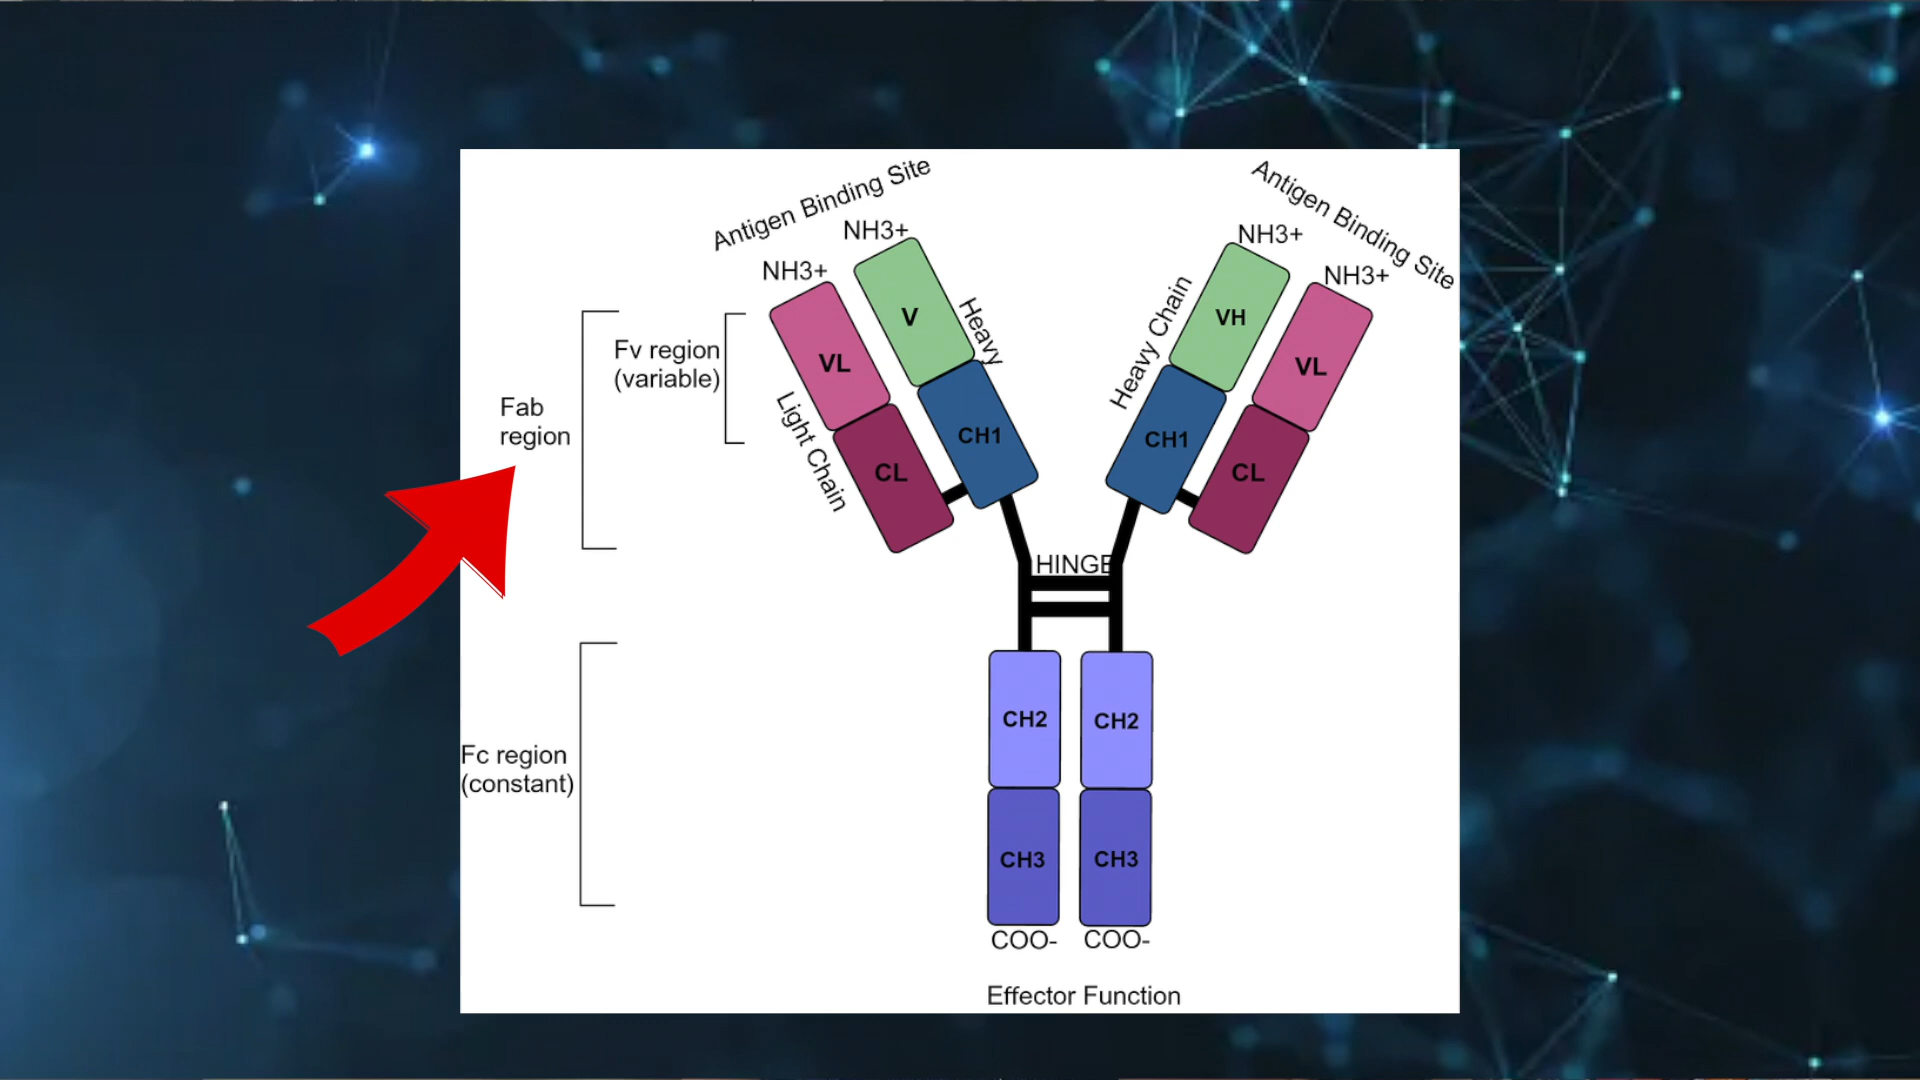 Antigen Binding Site
Antigen Binding Site
NH3+
NH3+
NH3+
NH3+
V
Heavy
VL
Light Chain
CH1
CL
Heavy Chain
VH
VL
CH1
CL
Fv region
(variable)
Fab
region
HINGE
Fc region
(constant)
CH2
CH2
CH3
CH3
COO-
COO-
Effector Function